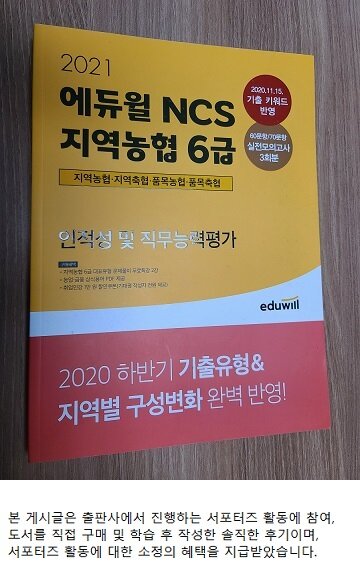 2021
에듀윌 NCS
지역농협 6급
지역농협·지역축협·품목농협·품목축협
2020.11.15.
기출 키워드
반영
60문항/70문항
실전모의고사
3회분
인적성 및 직무능력평가
eduwill
2020 하반기 기출유형&
지역별 구성변화 완벽 반영!
본 게시글은 출판사에서 진행하는 서포터즈 활동에 참여,
도서를 직접 구매 및 학습 후 작성한 솔직한 후기이며,
서포터즈 활동에 대한 소정의 혜택을 지급받았습니다.